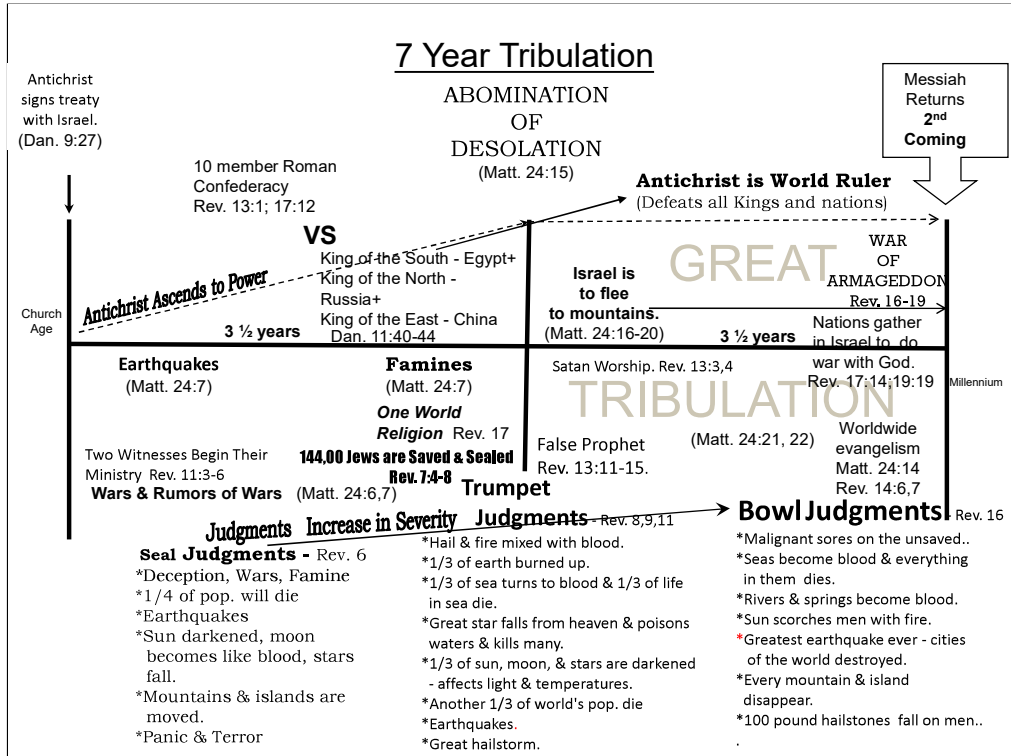 7 Year Tribulation
ABOMINATION
OF
DESOLATION
(Matt. 24:15)
Antichrist
signs treaty
with Israel.
(Dan. 9:27)
Messiah
Returns
2nd
Coming
10 member Roman
Confederacy
Rev. 13:1; 17:12
VS
King of the South - Egypt+
King of the North -
Russia+
King of the East - China
Dan. 11:40-44
Antichrist is World Ruler
(Defeats all Kings and nations)
Antichrist Ascends to Power
Church
Age
3 ½ years
Israel is
to flee
to mountains.
(Matt. 24:16-20)
GREAT
WAR
OF
ARMAGEDDON
Rev. 16-19
3 ½ years
Nations gather
in Israel to do
war with God.
Rev. 17:14;19:19
Millennium
Earthquakes
(Matt. 24:7)
Famines
(Matt. 24:7)
One World
Religion Rev. 17
Satan Worship. Rev. 13:3,4
TRIBULATION
(Matt. 24:21, 22)
False Prophet
Rev. 13:11-15.
Worldwide
evangelism
Matt. 24:14
Rev. 14:6,7
Two Witnesses Begin Their
Ministry Rev. 11:3-6
144,00 Jews are Saved & Sealed
Rev. 7:4-8
Wars & Rumors of Wars (Matt. 24:6,7)
Judgments Increase in Severity
Seal Judgments - Rev. 6
*Deception, Wars, Famine
*1/4 of pop. will die
*Earthquakes
*Sun darkened, moon
becomes like blood, stars
fall.
*Mountains & islands are
moved.
*Panic & Terror
Trumpet
Judgments - Rev. 8,9,11
*Hail & fire mixed with blood.
*1/3 of earth burned up.
*1/3 of sea turns to blood & 1/3 of life
in sea die.
*Great star falls from heaven & poisons
waters & kills many.
*1/3 of sun, moon, & stars are darkened
- affects light & temperatures.
*Another 1/3 of world's pop. die
*Earthquakes.
*Great hailstorm.
Bowl Judgments - Rev. 16
*Malignant sores on the unsaved..
*Seas become blood & everything
in them dies.
*Rivers & springs become blood.
*Sun scorches men with fire.
*Greatest earthquake ever - cities
of the world destroyed.
*Every mountain & island
disappear.
*100 pound hailstones fall on men..
.